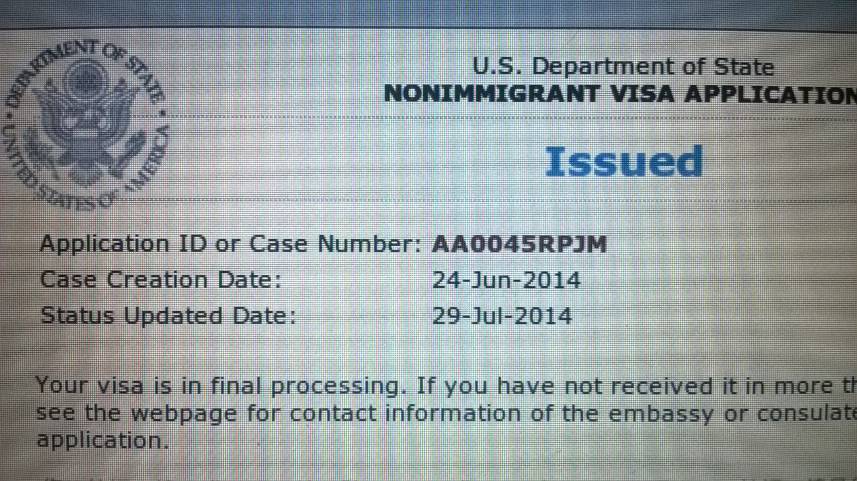 DEPARTMENT OF STATE
UNITED STATES OF AMERICA
U.S. Department of State
NONIMMIGRANT VISA APPLICATION
Issued
Application ID or Case Number: AA0045RPJM
Case Creation Date: 24-Jun-2014
Status Updated Date: 29-Jul-2014
Your visa is in final processing. If you have not received it in more th
see the webpage for contact information of the embassy or consulate
application.